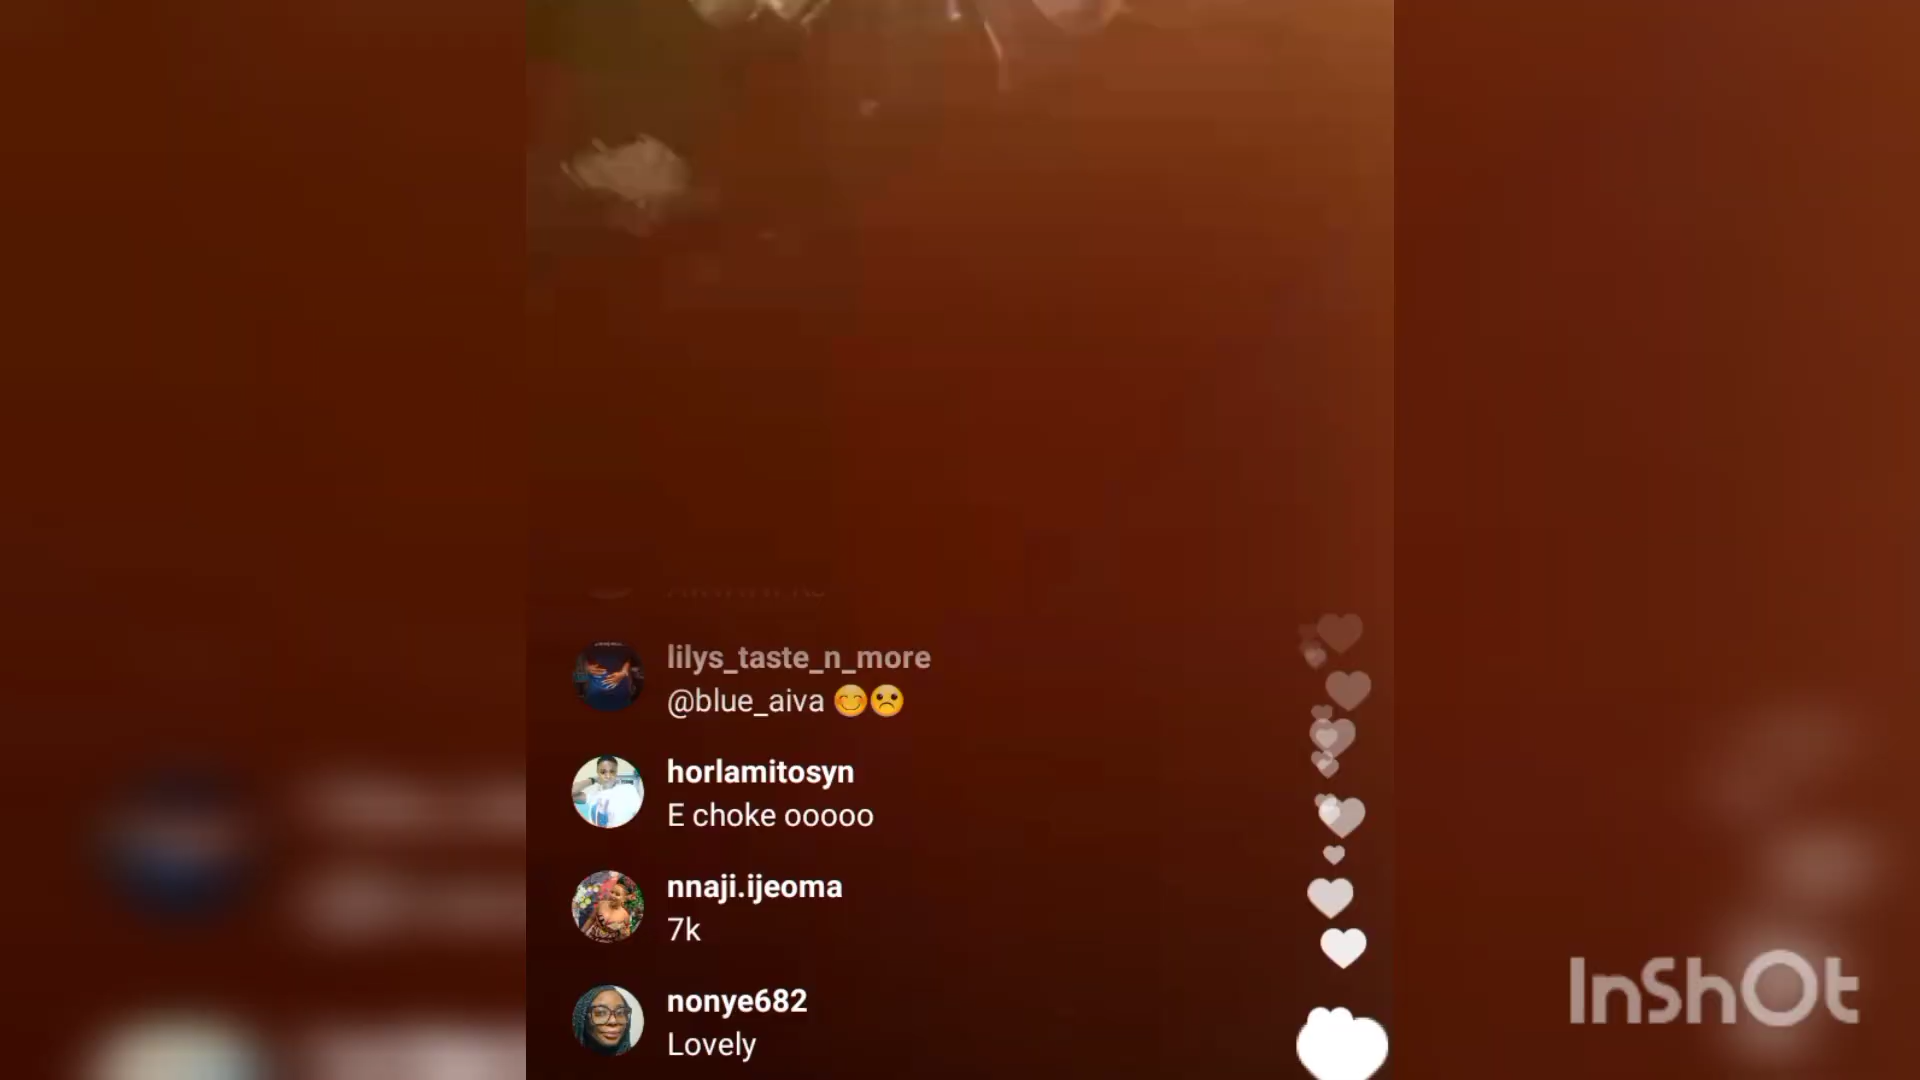 lilys_taste_n_more
@blue_aiva 😊☹️
horlamitosyn
E choke ooooo
nnaji.ijeoma
7k
nonye682
Lovely
InShOt